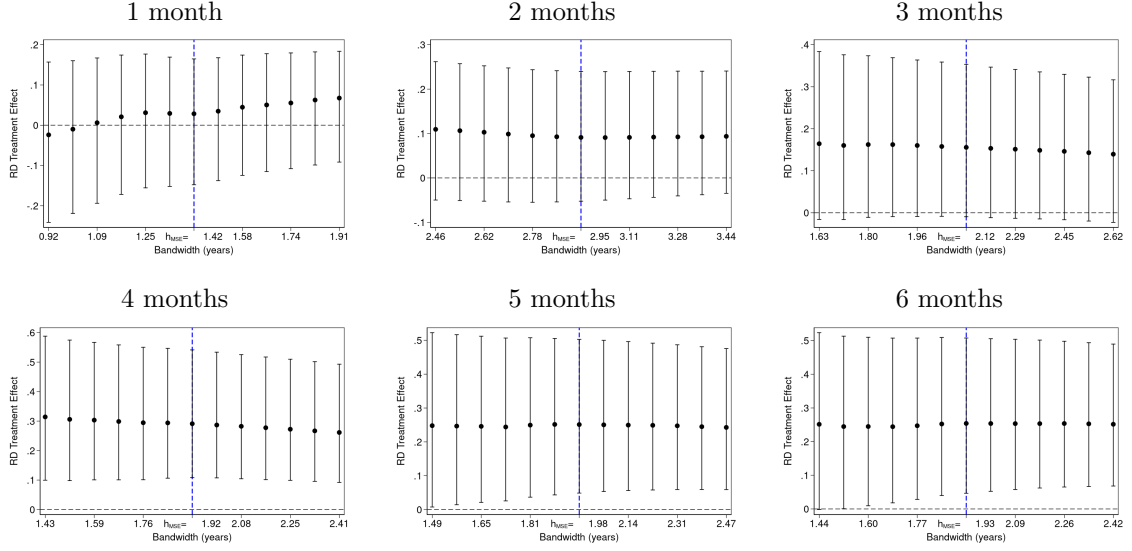 1 month
2 months
3 months
.2
.1
0
-.1
-.2
RD Treatment Effect
0.92 1.09 1.25 hMSE= 1.42 1.58 1.74 1.91
Bandwidth (years)
.3
.2
.1
0
-.1
RD Treatment Effect
2.46 2.62 2.78 hMSE= 2.95 3.11 3.28 3.44
Bandwidth (years)
.4
.3
.2
.1
0
RD Treatment Effect
1.63 1.80 1.96 hMSE= 2.12 2.29 2.45 2.62
Bandwidth (years)
4 months
5 months
6 months
.6
.5
.4
.3
.2
.1
0
RD Treatment Effect
1.43 1.59 1.76 hMSE= 1.92 2.08 2.25 2.41
Bandwidth (years)
.5
.4
.3
.2
.1
0
RD Treatment Effect
1.49 1.65 1.81 hMSE= 1.98 2.14 2.31 2.47
Bandwidth (years)
.5
.4
.3
.2
.1
0
RD Treatment Effect
1.44 1.60 1.77 hMSE= 1.93 2.09 2.26 2.42
Bandwidth (years)